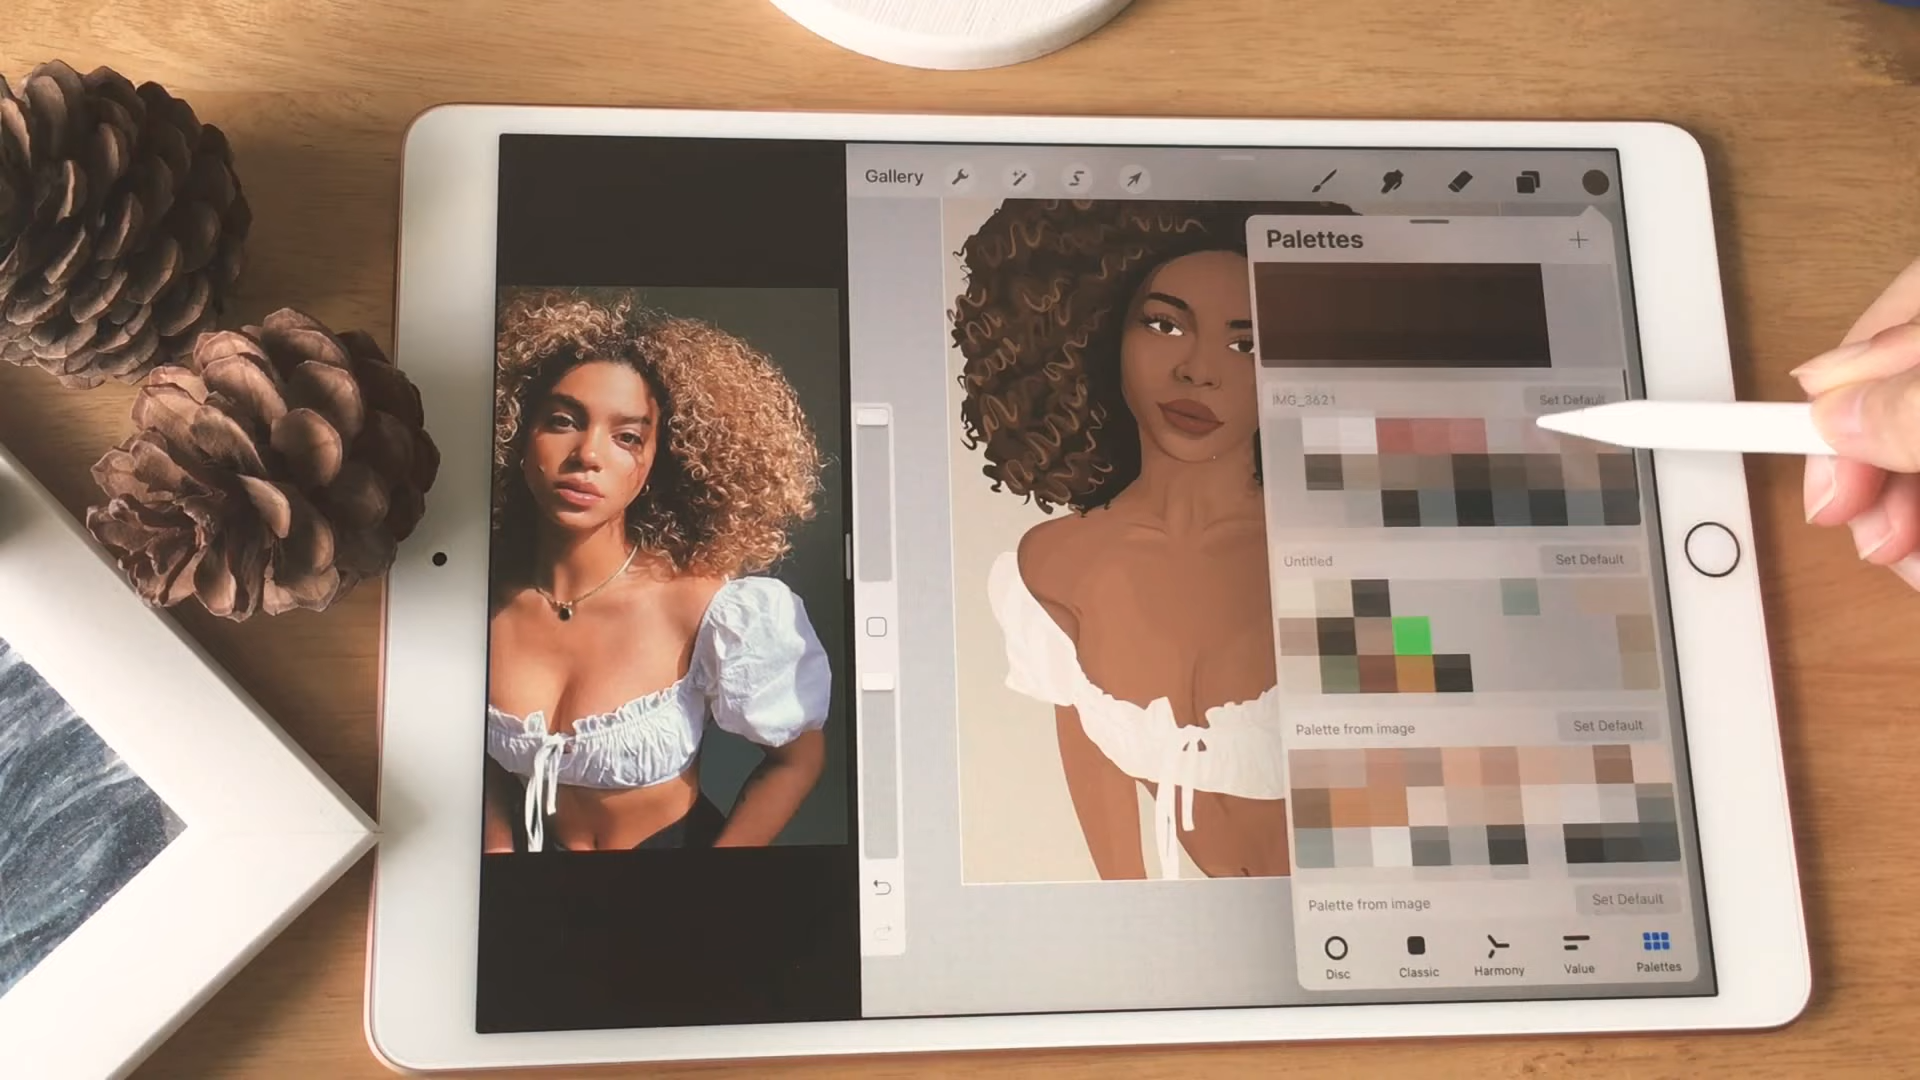 Gallery
Palettes
IMG_3621
Set Default
Untitled
Set Default
Palette from image
Set Default
Palette from image
Set Default
Disc
Classic
Harmony
Value
Palettes